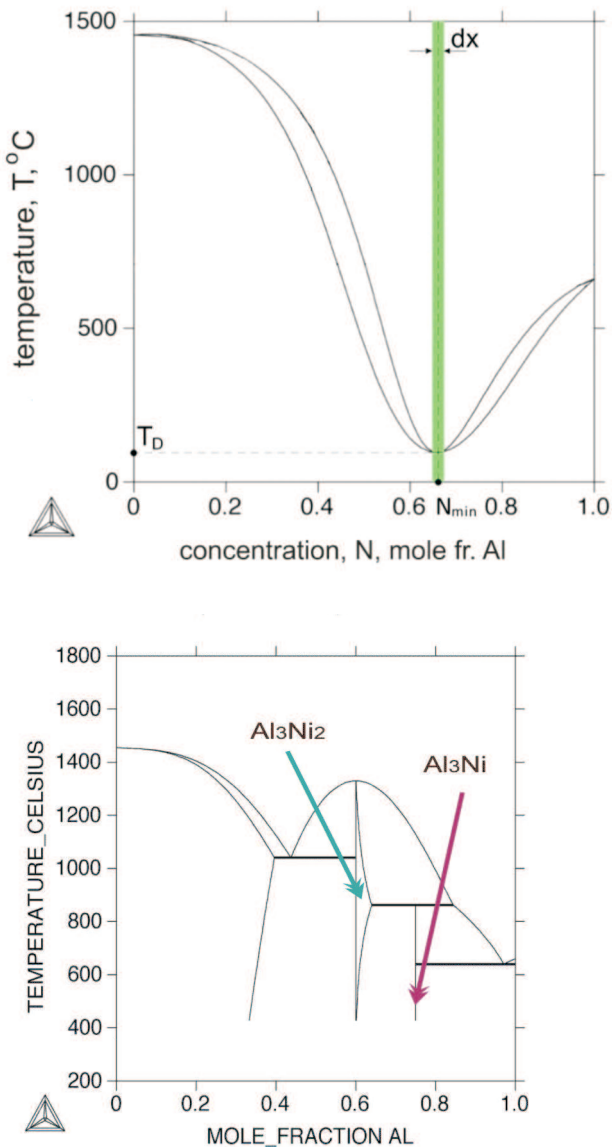 1500
dx
1000
500
T_D
0
0 0.2 0.4 0.6 N_min 0.8 1.0
temperature, T, °C
concentration, N, mole fr. Al
1800
1600
Al3Ni2
Al3Ni
1400
1200
1000
800
600
400
200
0 0.2 0.4 0.6 0.8 1.0
TEMPERATURE_CELSIUS
MOLE_FRACTION AL